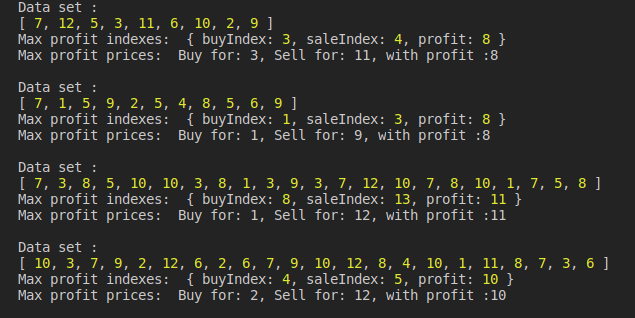 Data set :
[ 7, 12, 5, 3, 11, 6, 10, 2, 9 ]
Max profit indexes:  { buyIndex: 3, saleIndex: 4, profit: 8 }
Max profit prices:  Buy for: 3, Sell for: 11, with profit :8

Data set :
[ 7, 1, 5, 9, 2, 5, 4, 8, 5, 6, 9 ]
Max profit indexes:  { buyIndex: 1, saleIndex: 3, profit: 8 }
Max profit prices:  Buy for: 1, Sell for: 9, with profit :8

Data set :
[ 7, 3, 8, 5, 10, 10, 3, 8, 1, 3, 9, 3, 7, 12, 10, 7, 8, 10, 1, 7, 5, 8 ]
Max profit indexes:  { buyIndex: 8, saleIndex: 13, profit: 11 }
Max profit prices:  Buy for: 1, Sell for: 12, with profit :11

Data set :
[ 10, 3, 7, 9, 2, 12, 6, 2, 6, 7, 9, 10, 12, 8, 4, 10, 1, 11, 8, 7, 3, 6 ]
Max profit indexes:  { buyIndex: 4, saleIndex: 5, profit: 10 }
Max profit prices:  Buy for: 2, Sell for: 12, with profit :10